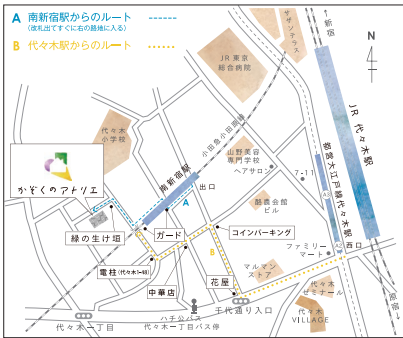 A 南新宿駅からのルート
(改札出てすぐに右の路地に入る)
B 代々木駅からのルート
新宿
サザンテラス
N
JR 東京
総合病院
小田急小田原線
代々木
小学校
JR 代々木駅
山野美容
専門学校
ヘアサロン
南新宿駅
出口
7-11
都営大江戸線代々木駅
かぞくのアトリエ
A
酪農会館
ビル
A3
緑の生け垣
ガード
コインパーキング
ファミリー
マート
A2
西口
B
電柱(代々木1-48)
マルマン
ストア
中華店
花屋
代々木
ゼミナール
原宿
千代通り入口
ハチ公バス
代々木一丁目バス停
代々木一丁目
代々木
VILLAGE